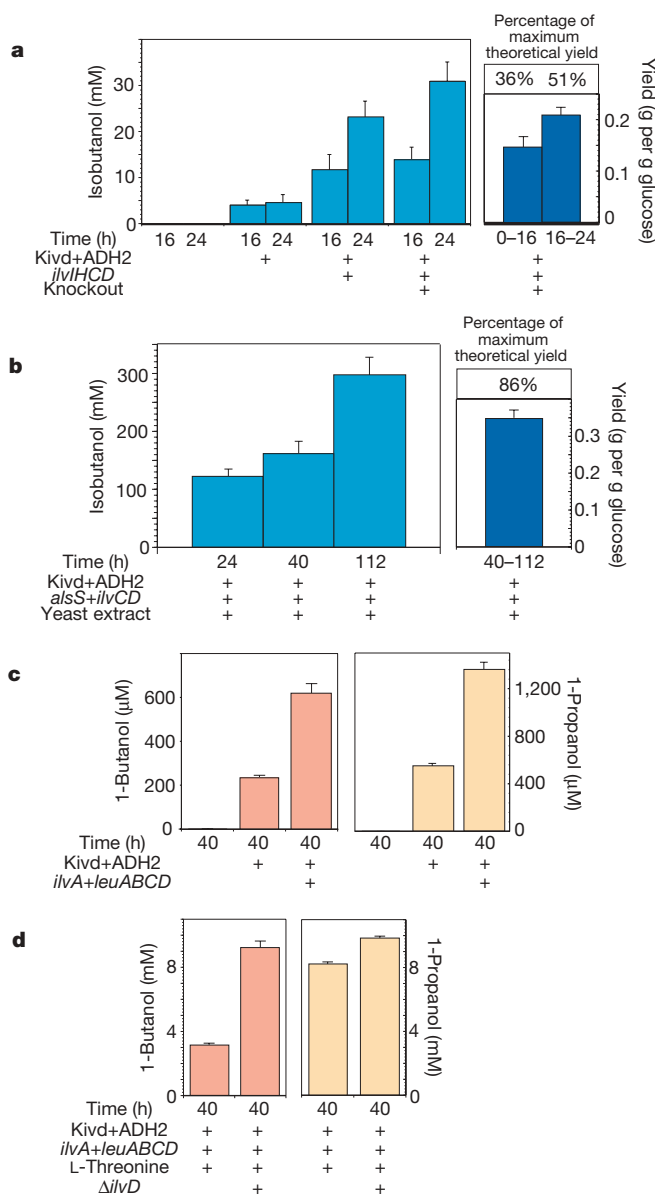 a
Percentage of
maximum
theoretical yield
36% 51%
Isobutanol (mM)
30
20
10
0
0.2
0.1
0
Yield (g per g glucose)
Time (h) 16 24 16 24 16 24 16 24 0–16 16–24
Kivd+ADH2 + + + +
ilvIHCD + + +
Knockout + +
b
Percentage of
maximum
theoretical yield
86%
Isobutanol (mM)
300
200
100
0
0.3
0.2
0.1
0
Yield (g per g glucose)
Time (h) 24 40 112 40–112
Kivd+ADH2 + + + +
alsS+ilvCD + + + +
Yeast extract + + + +
c
1-Butanol (μM)
600
400
200
0
1,200
800
400
0
1-Propanol (μM)
Time (h) 40 40 40 40 40 40
Kivd+ADH2 + + + +
ilvA+leuABCD + +
d
1-Butanol (mM)
8
4
0
8
4
0
1-Propanol (mM)
Time (h) 40 40 40 40
Kivd+ADH2 + + + +
ilvA+leuABCD + + + +
L-Threonine + + + +
ΔilvD + +